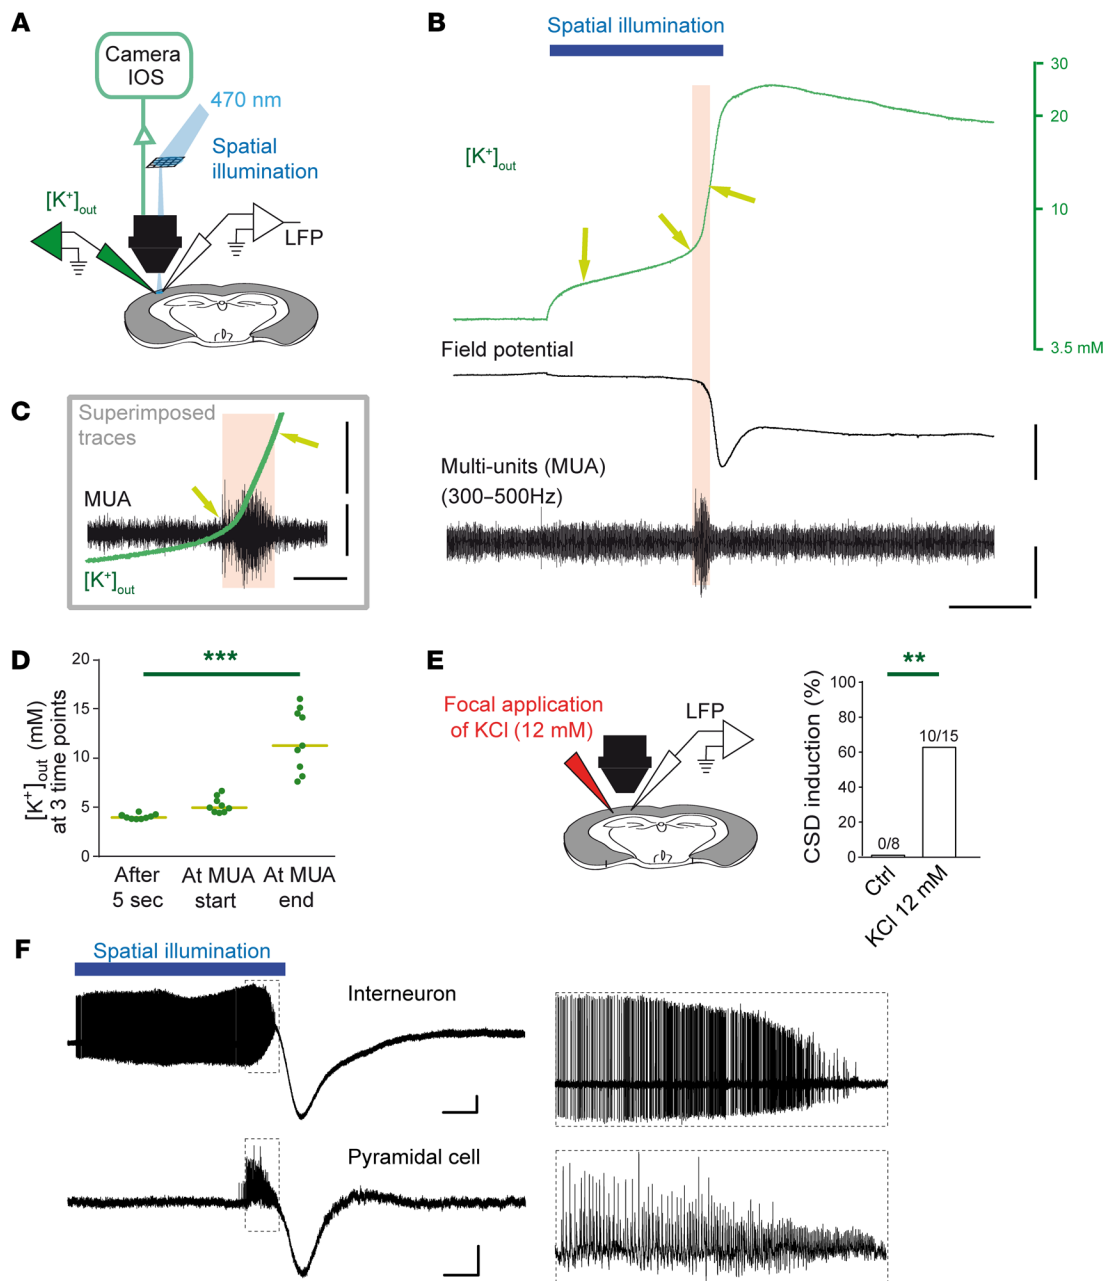 A
Camera
IOS
470 nm
Spatial
illumination
[K⁺]out
LFP
B
Spatial illumination
[K⁺]out
30
20
10
3.5 mM
Field potential
Multi-units (MUA)
(300–500Hz)
C
Superimposed
traces
MUA
[K⁺]out
D
***
[K⁺]out (mM)
at 3 time points
20
15
10
5
0
After
5 sec
At MUA
start
At MUA
end
E
Focal application
of KCl (12 mM)
LFP
**
CSD induction (%)
100
80
60
40
20
0
0/8
10/15
Ctrl
KCl 12 mM
F
Spatial illumination
Interneuron
Pyramidal cell